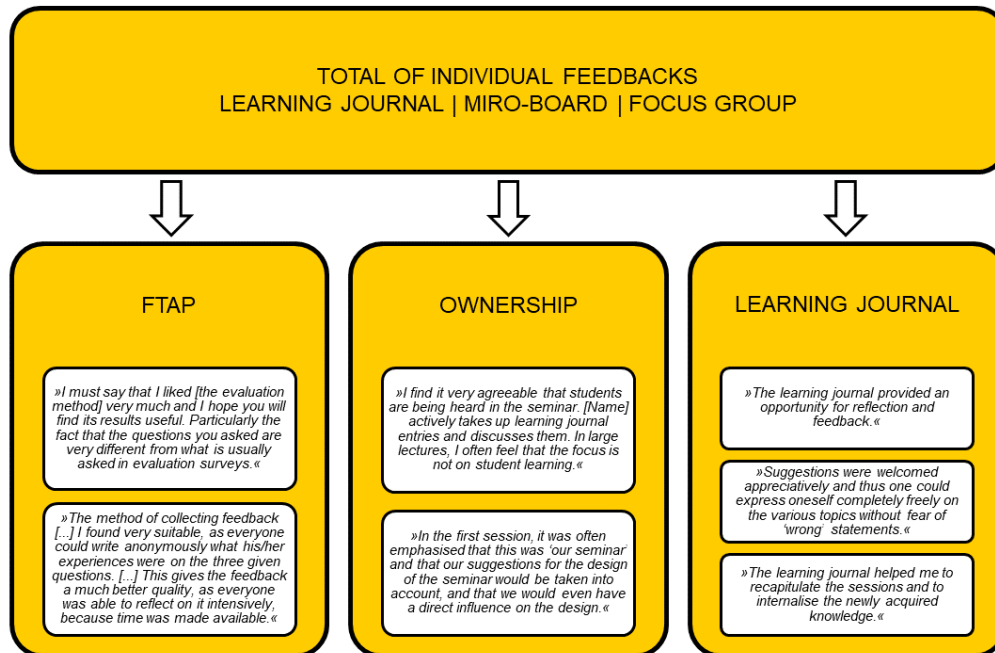 TOTAL OF INDIVIDUAL FEEDBACKS
LEARNING JOURNAL | MIRO-BOARD | FOCUS GROUP
FTAP
»I must say that I liked [the evaluation
method] very much and I hope you will
find its results useful. Particularly the
fact that the questions you asked are
very different from what is usually
asked in evaluation surveys.«
»The method of collecting feedback
[...] I found very suitable, as everyone
could write anonymously what his/her
experiences were on the three given
questions. [...] This gives the feedback
a much better quality, as everyone
was able to reflect on it intensively,
because time was made available.«
OWNERSHIP
»I find it very agreeable that students
are being heard in the seminar. [Name]
actively takes up learning journal
entries and discusses them. In large
lectures, I often feel that the focus is
not on student learning.«
»In the first session, it was often
emphasised that this was ‘our seminar’
and that our suggestions for the design
of the seminar would be taken into
account, and that we would even have
a direct influence on the design.«
LEARNING JOURNAL
»The learning journal provided an
opportunity for reflection and
feedback.«
»Suggestions were welcomed
appreciatively and thus one could
express oneself completely freely on
the various topics without fear of
‘wrong’ statements.«
»The learning journal helped me to
recapitulate the sessions and to
internalise the newly acquired
knowledge.«